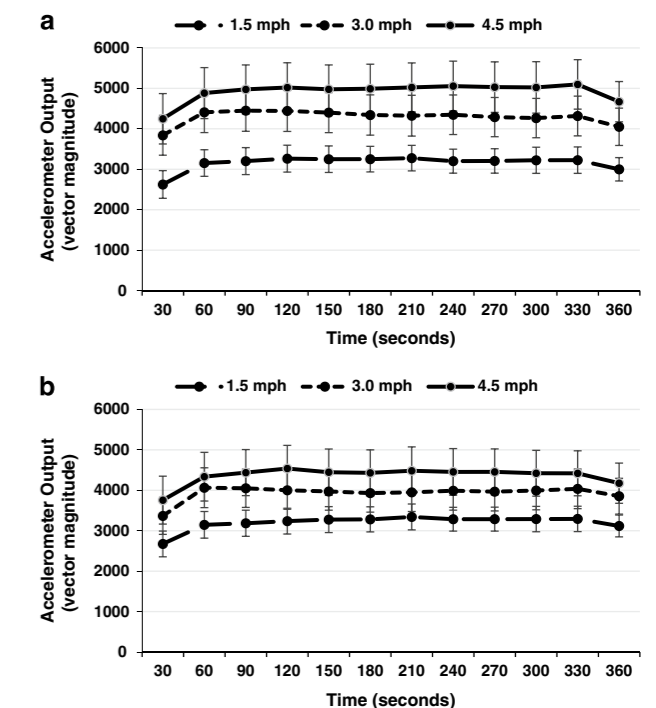 a
1.5 mph 3.0 mph 4.5 mph
6000
5000
4000
3000
2000
1000
0
Accelerometer Output
(vector magnitude)
30 60 90 120 150 180 210 240 270 300 330 360
Time (seconds)
b
1.5 mph 3.0 mph 4.5 mph
6000
5000
4000
3000
2000
1000
0
Accelerometer Output
(vector magnitude)
30 60 90 120 150 180 210 240 270 300 330 360
Time (seconds)